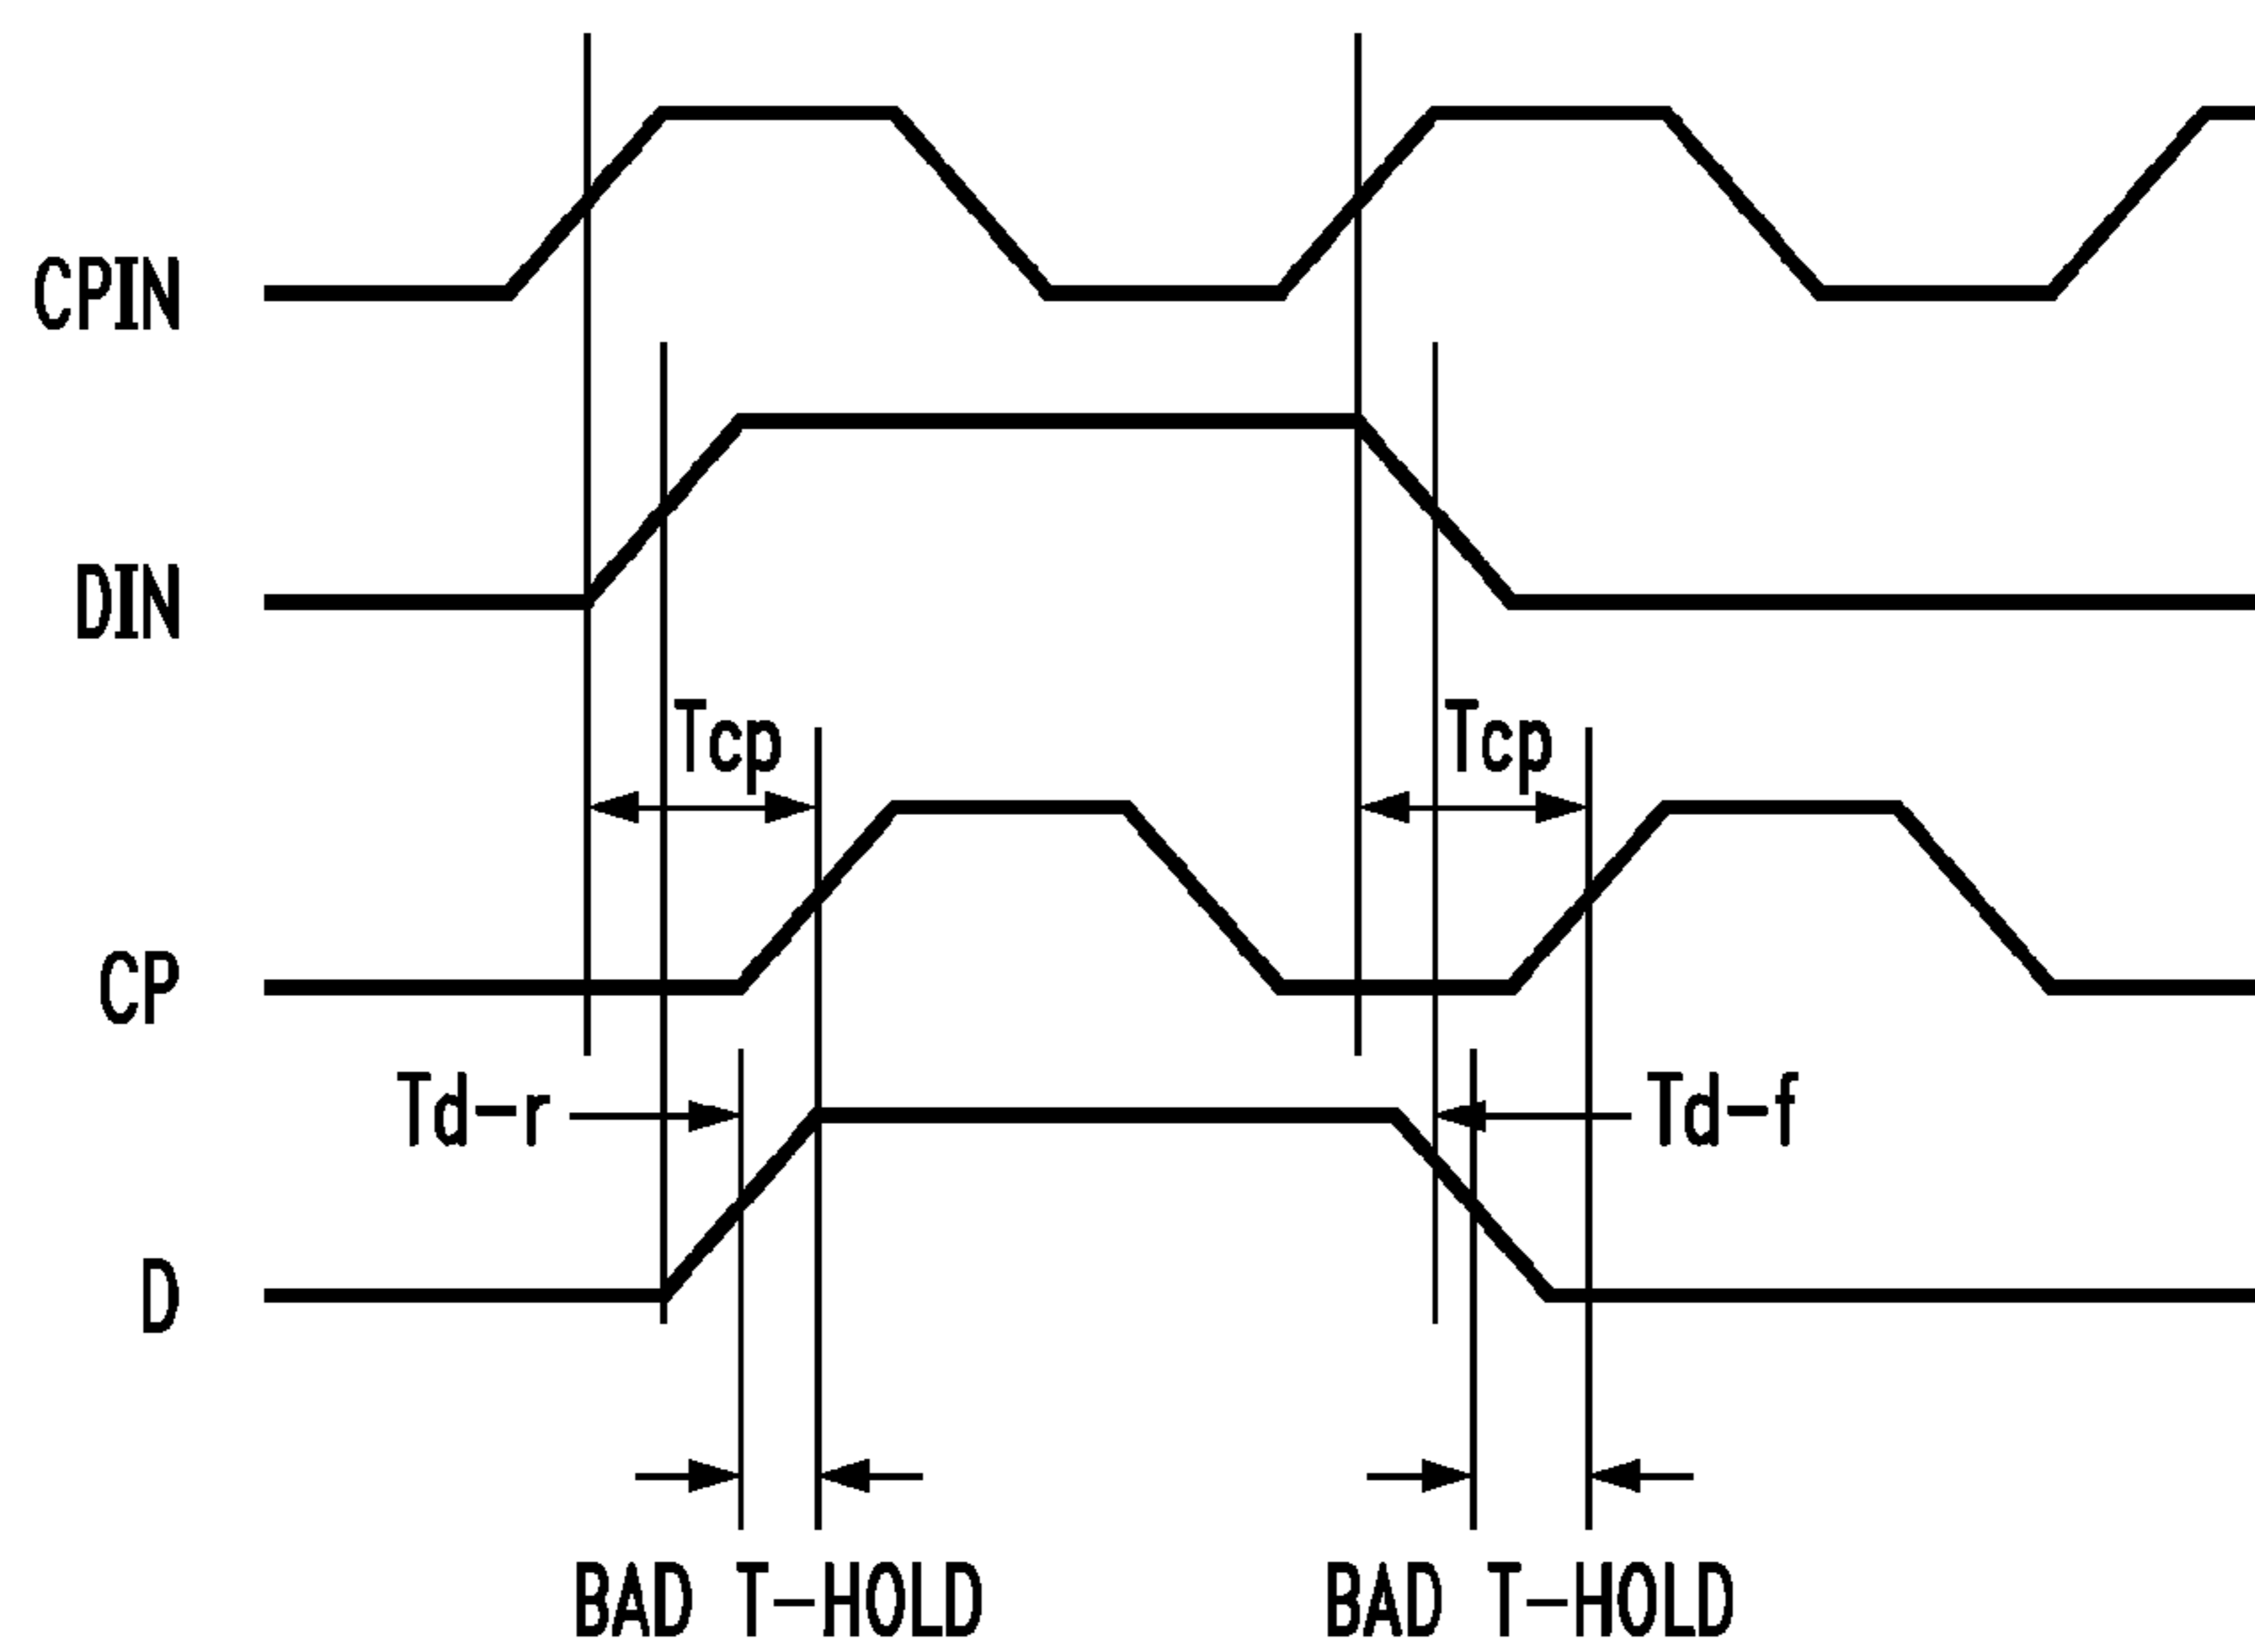 CPIN
DIN
Tcp Tcp
CP
Td-r Td-f
D
BAD T-HOLD BAD T-HOLD